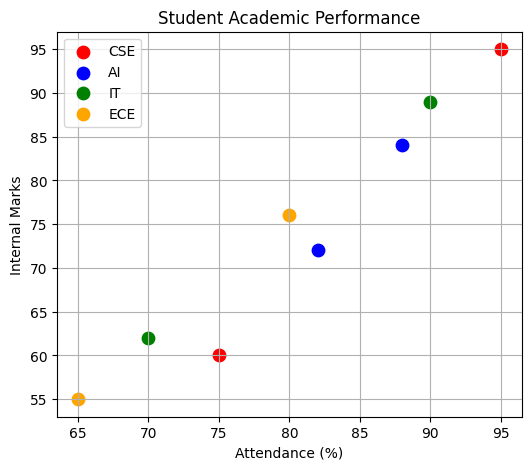 Student Academic Performance
CSE
AI
IT
ECE
Internal Marks
95
90
85
80
75
70
65
60
55
65 70 75 80 85 90 95
Attendance (%)